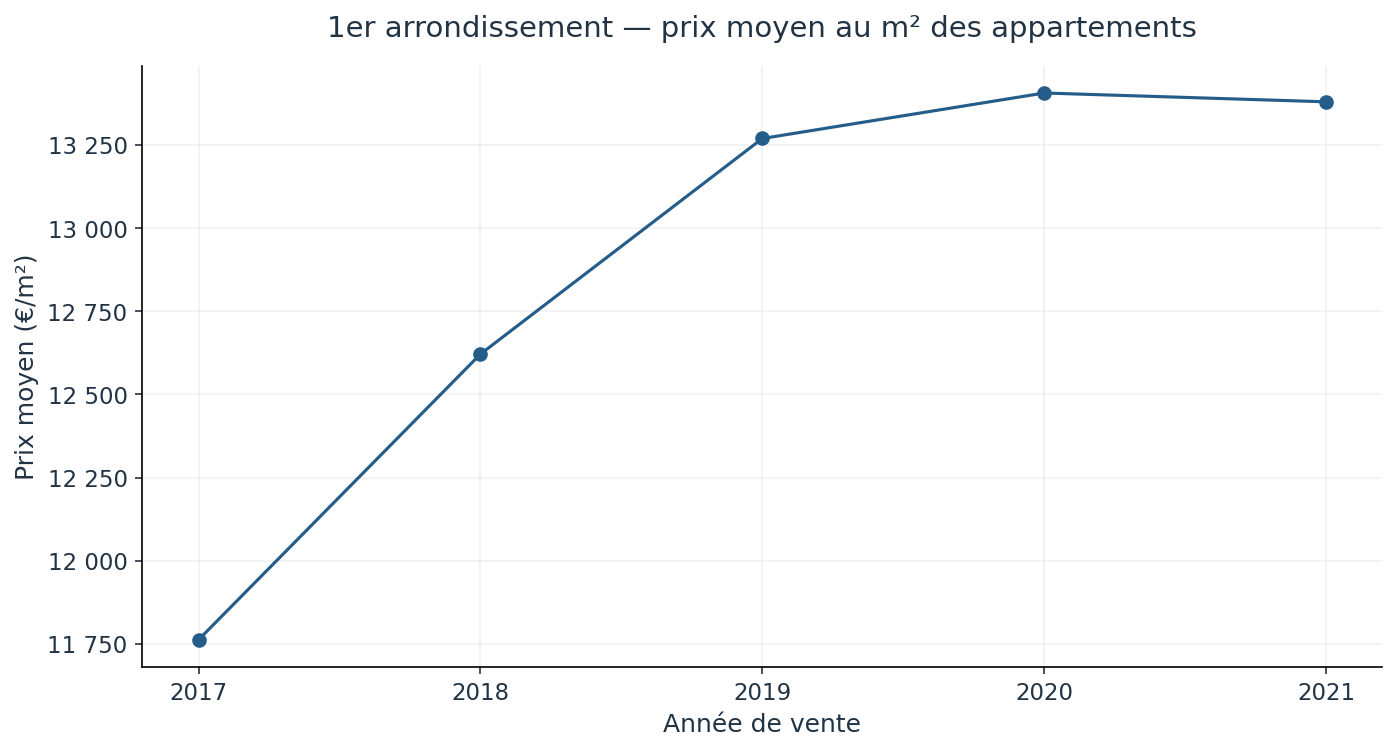 1er arrondissement — prix moyen au m² des appartements
Prix moyen (€/m²)
13 250
13 000
12 750
12 500
12 250
12 000
11 750
2017 2018 2019 2020 2021
Année de vente